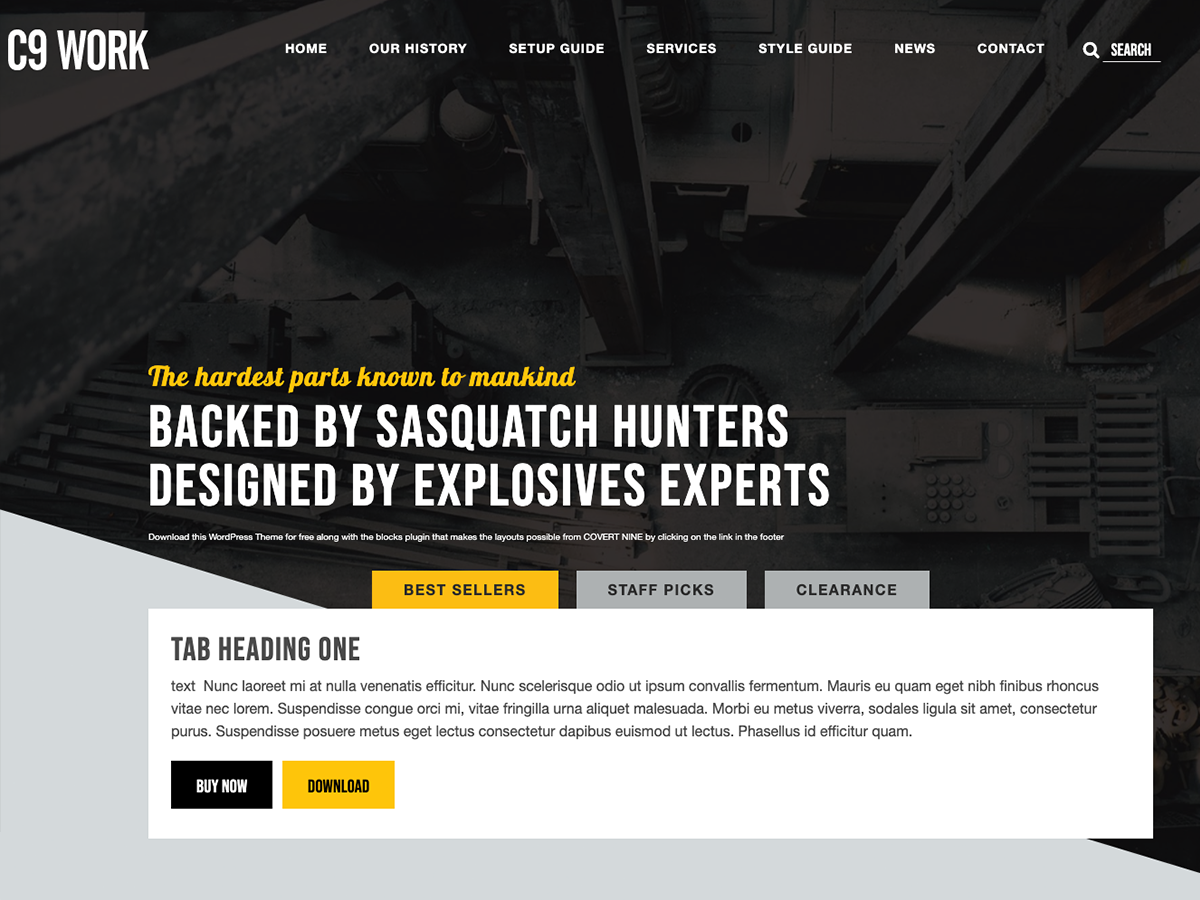 C9 WORK
HOME OUR HISTORY SETUP GUIDE SERVICES STYLE GUIDE NEWS CONTACT SEARCH
The hardest parts known to mankind
BACKED BY SASQUATCH HUNTERS
DESIGNED BY EXPLOSIVES EXPERTS
Download this WordPress Theme for free along with the blocks plugin that makes the layouts possible from COVERT NINE by clicking on the link in the footer
BEST SELLERS STAFF PICKS CLEARANCE
TAB HEADING ONE
text  Nunc laoreet mi at nulla venenatis efficitur. Nunc scelerisque odio ut ipsum convallis fermentum. Mauris eu quam eget nibh finibus rhoncus
vitae nec lorem. Suspendisse congue orci mi, vitae fringilla urna aliquet malesuada. Morbi eu metus viverra, sodales ligula sit amet, consectetur
purus. Suspendisse posuere metus eget lectus consectetur dapibus euismod ut lectus. Phasellus id efficitur quam.
BUY NOW DOWNLOAD